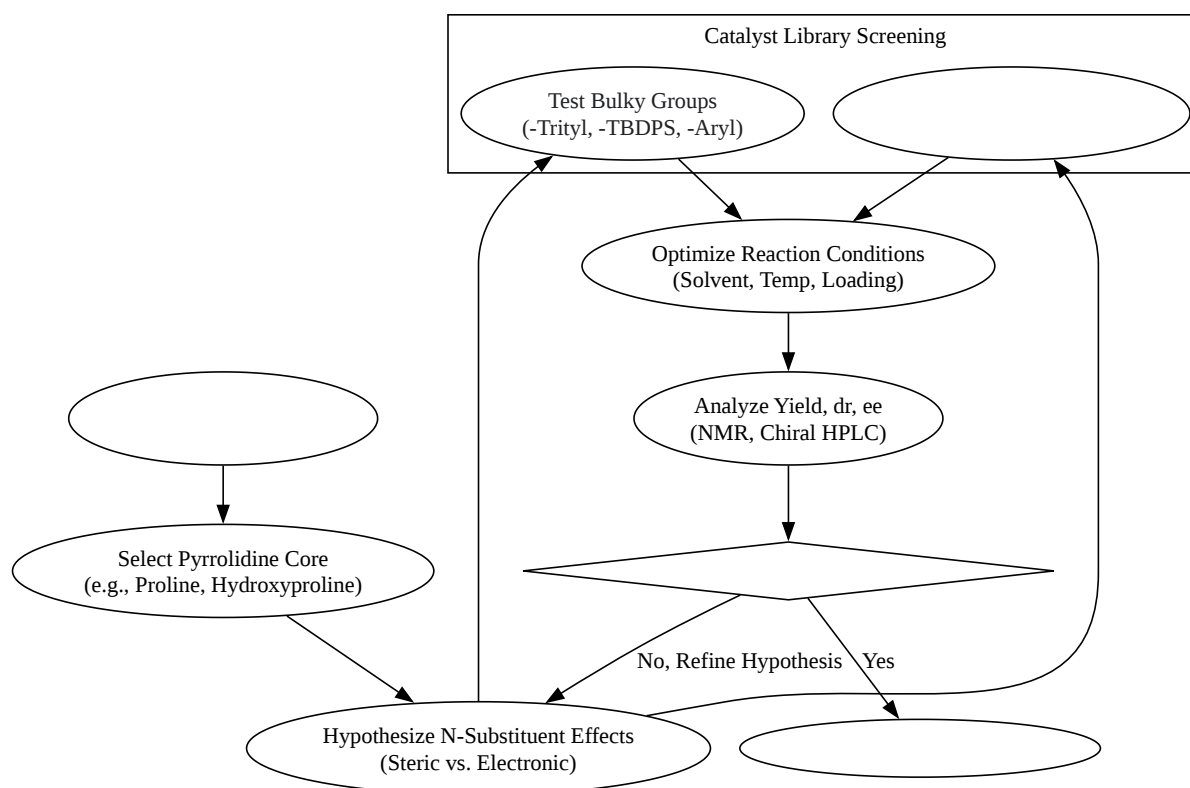 Catalyst Library Screening
Test Bulky Groups
(-Trityl, -TBDPS, -Aryl)
Optimize Reaction Conditions
(Solvent, Temp, Loading)
Analyze Yield, dr, ee
(NMR, Chiral HPLC)
Select Pyrrolidine Core
(e.g., Proline, Hydroxyproline)
No, Refine Hypothesis
Yes
Hypothesize N-Substituent Effects
(Steric vs. Electronic)